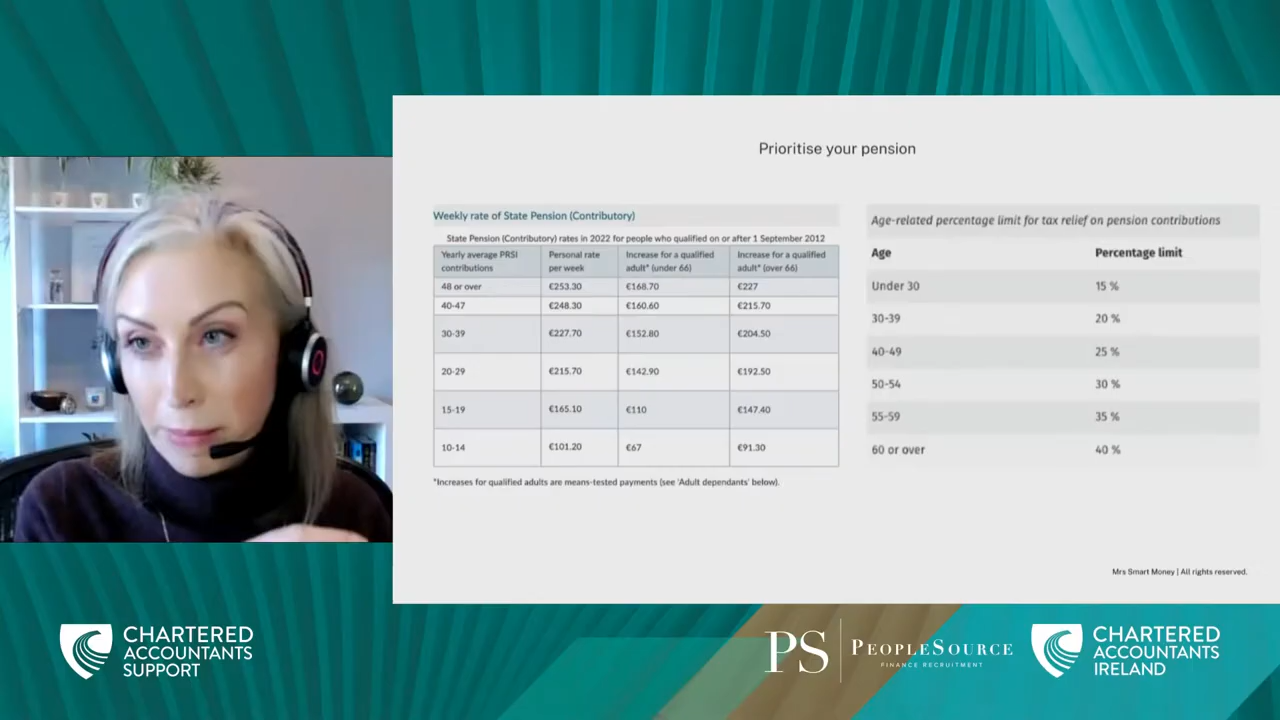 Prioritise your pension
Weekly rate of State Pension (Contributory)
State Pension (Contributory) rates in 2022 for people who qualified on or after 1 September 2012
Yearly average PRSI contributions | Personal rate per week | Increase for a qualified adult* (under 66) | Increase for a qualified adult* (over 66)
48 or over | €253.30 | €168.70 | €227
40-47 | €248.30 | €160.60 | €215.70
30-39 | €227.70 | €152.80 | €204.50
20-29 | €215.70 | €142.90 | €192.50
15-19 | €165.10 | €110 | €147.40
10-14 | €101.20 | €67 | €91.30
*Increases for qualified adults are means-tested payments (see 'Adult dependants' below).
Age-related percentage limit for tax relief on pension contributions
Age | Percentage limit
Under 30 | 15 %
30-39 | 20 %
40-49 | 25 %
50-54 | 30 %
55-59 | 35 %
60 or over | 40 %
Mrs Smart Money | All rights reserved.
CHARTERED
ACCOUNTANTS
SUPPORT
PS
PEOPLESOURCE
FINANCE RECRUITMENT
CHARTERED
ACCOUNTANTS
IRELAND